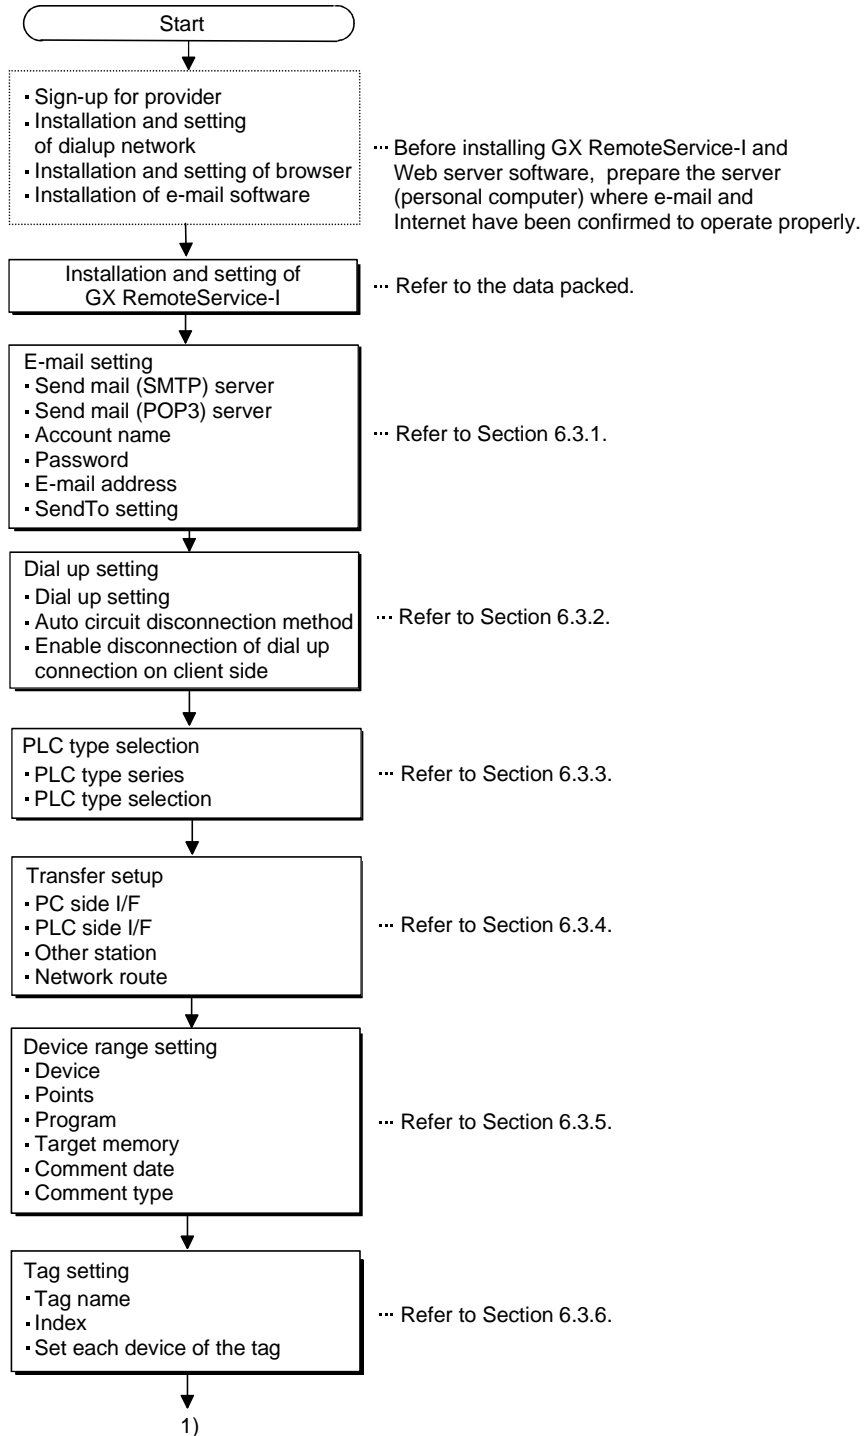 Start
· Sign-up for provider
· Installation and setting
of dialup network
· Installation and setting of browser
· Installation of e-mail software
··· Before installing GX RemoteService-I and
Web server software, prepare the server
(personal computer) where e-mail and
Internet have been confirmed to operate properly.
Installation and setting of
GX RemoteService-I
··· Refer to the data packed.
E-mail setting
· Send mail (SMTP) server
· Send mail (POP3) server
· Account name
· Password
· E-mail address
· SendTo setting
··· Refer to Section 6.3.1.
Dial up setting
· Dial up setting
· Auto circuit disconnection method
· Enable disconnection of dial up
connection on client side
··· Refer to Section 6.3.2.
PLC type selection
· PLC type series
· PLC type selection
··· Refer to Section 6.3.3.
Transfer setup
· PC side I/F
· PLC side I/F
· Other station
· Network route
··· Refer to Section 6.3.4.
Device range setting
· Device
· Points
· Program
· Target memory
· Comment date
· Comment type
··· Refer to Section 6.3.5.
Tag setting
· Tag name
· Index
· Set each device of the tag
··· Refer to Section 6.3.6.
1)